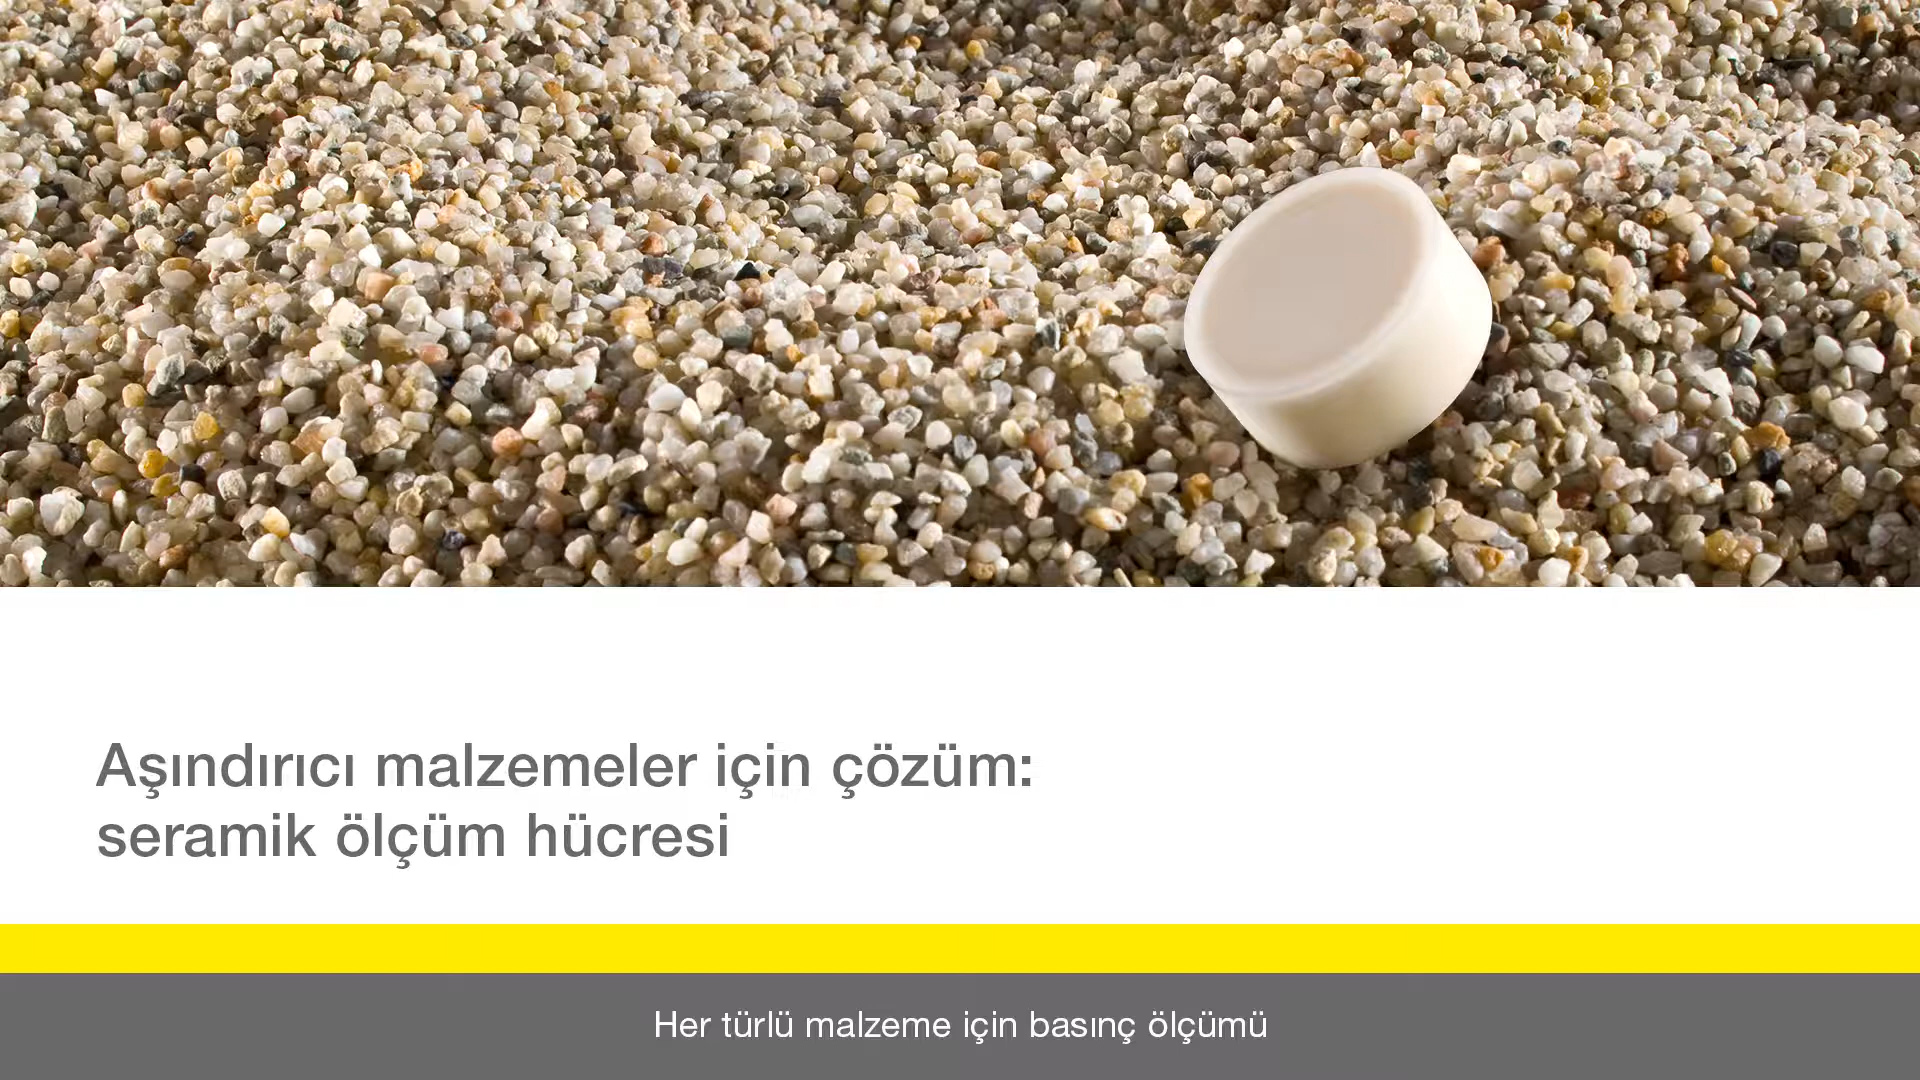 Aşındırıcı malzemeler için çözüm:
seramik ölçüm hücresi
Her türlü malzeme için basınç ölçümü